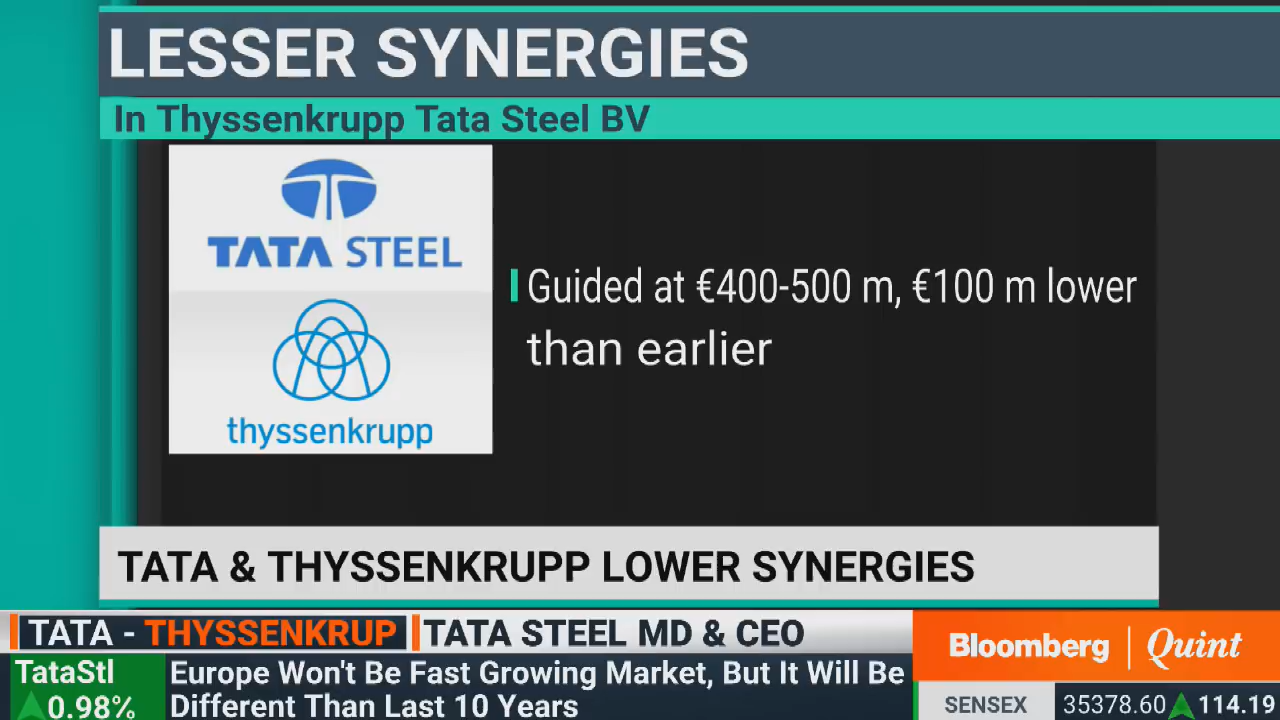 LESSER SYNERGIES
In Thyssenkrupp Tata Steel BV
TATA STEEL
thyssenkrupp
Guided at €400-500 m, €100 m lower
than earlier
TATA & THYSSENKRUPP LOWER SYNERGIES
TATA - THYSSENKRUP
TATA STEEL MD & CEO
TataStl
0.98%
Europe Won't Be Fast Growing Market, But It Will Be
Different Than Last 10 Years
Bloomberg | Quint
SENSEX 35378.60 114.19